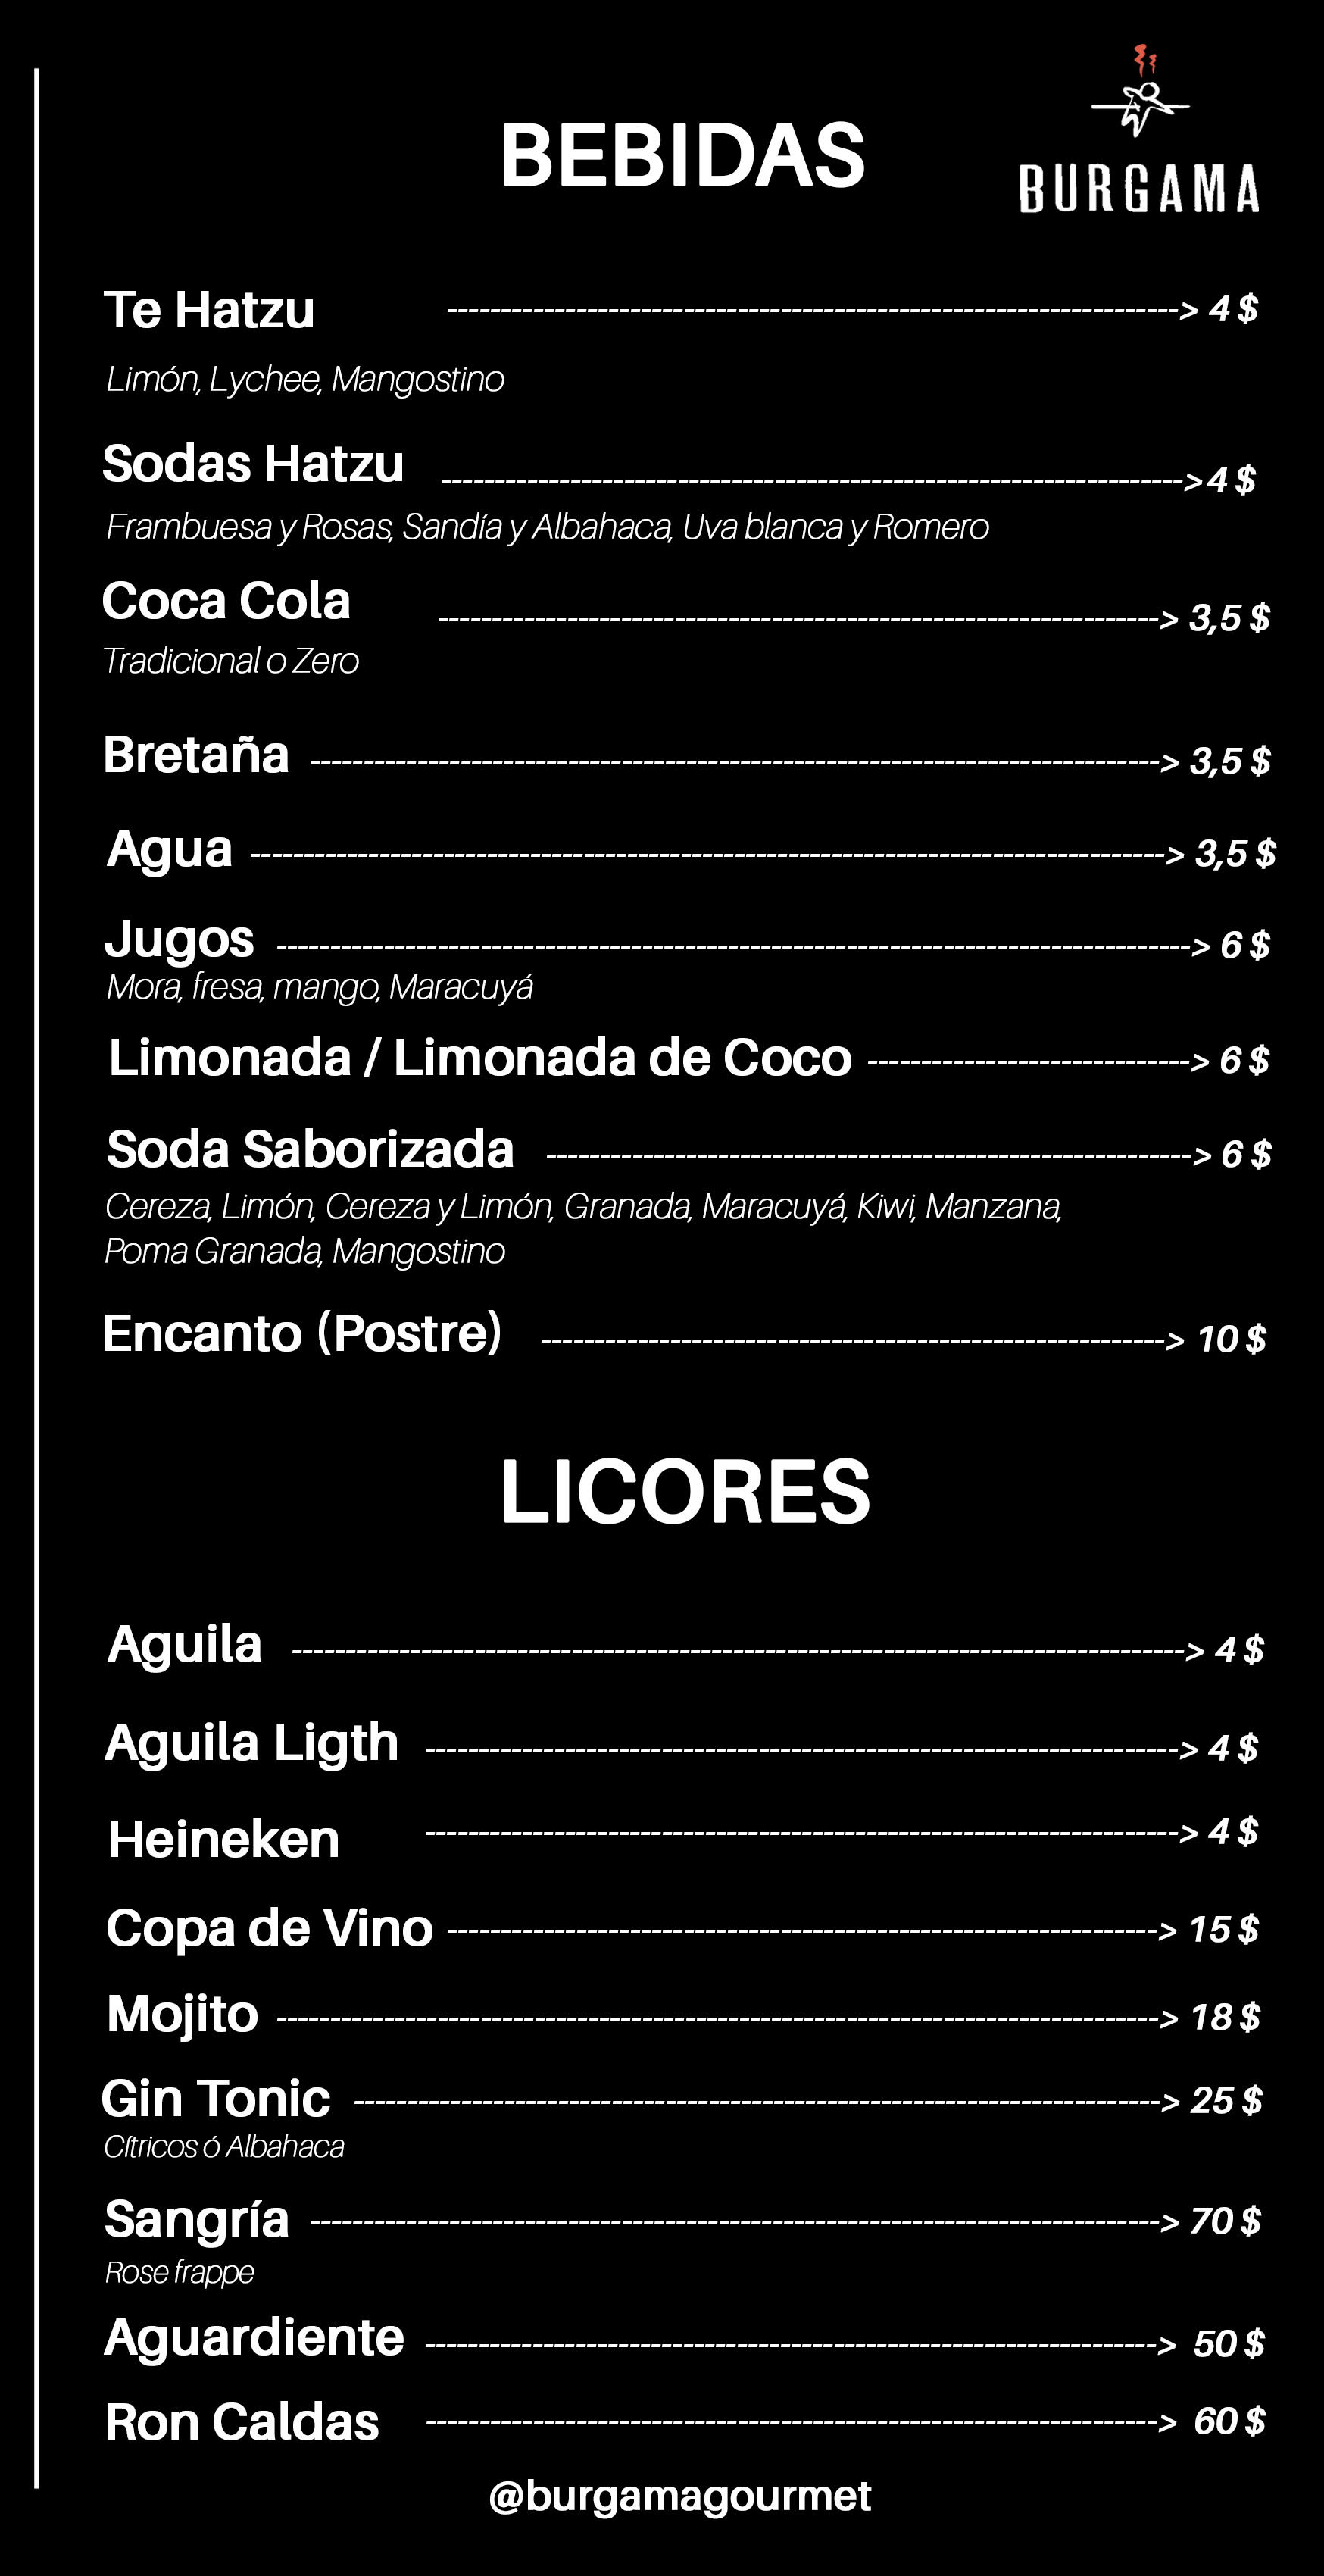 BEBIDAS
BURGAMA
Te Hatzu ----------> 4 $
Limón, Lychee, Mangostino
Sodas Hatzu ---------->4 $
Frambuesa y Rosas, Sandía y Albahaca, Uva blanca y Romero
Coca Cola ----------> 3,5 $
Tradicional o Zero
Bretaña ----------> 3,5 $
Agua ----------> 3,5 $
Jugos ----------> 6 $
Mora, fresa, mango, Maracuyá
Limonada / Limonada de Coco ----------> 6 $
Soda Saborizada ----------> 6 $
Cereza, Limón, Cereza y Limón, Granada, Maracuyá, Kiwi, Manzana,
Poma Granada, Mangostino
Encanto (Postre) ----------> 10 $
LICORES
Aguila ----------> 4 $
Aguila Ligth ----------> 4 $
Heineken ----------> 4 $
Copa de Vino ----------> 15 $
Mojito ----------> 18 $
Gin Tonic ----------> 25 $
Cítricos ó Albahaca
Sangría ----------> 70 $
Rose frappe
Aguardiente ----------> 50 $
Ron Caldas ----------> 60 $
@burgamagourmet